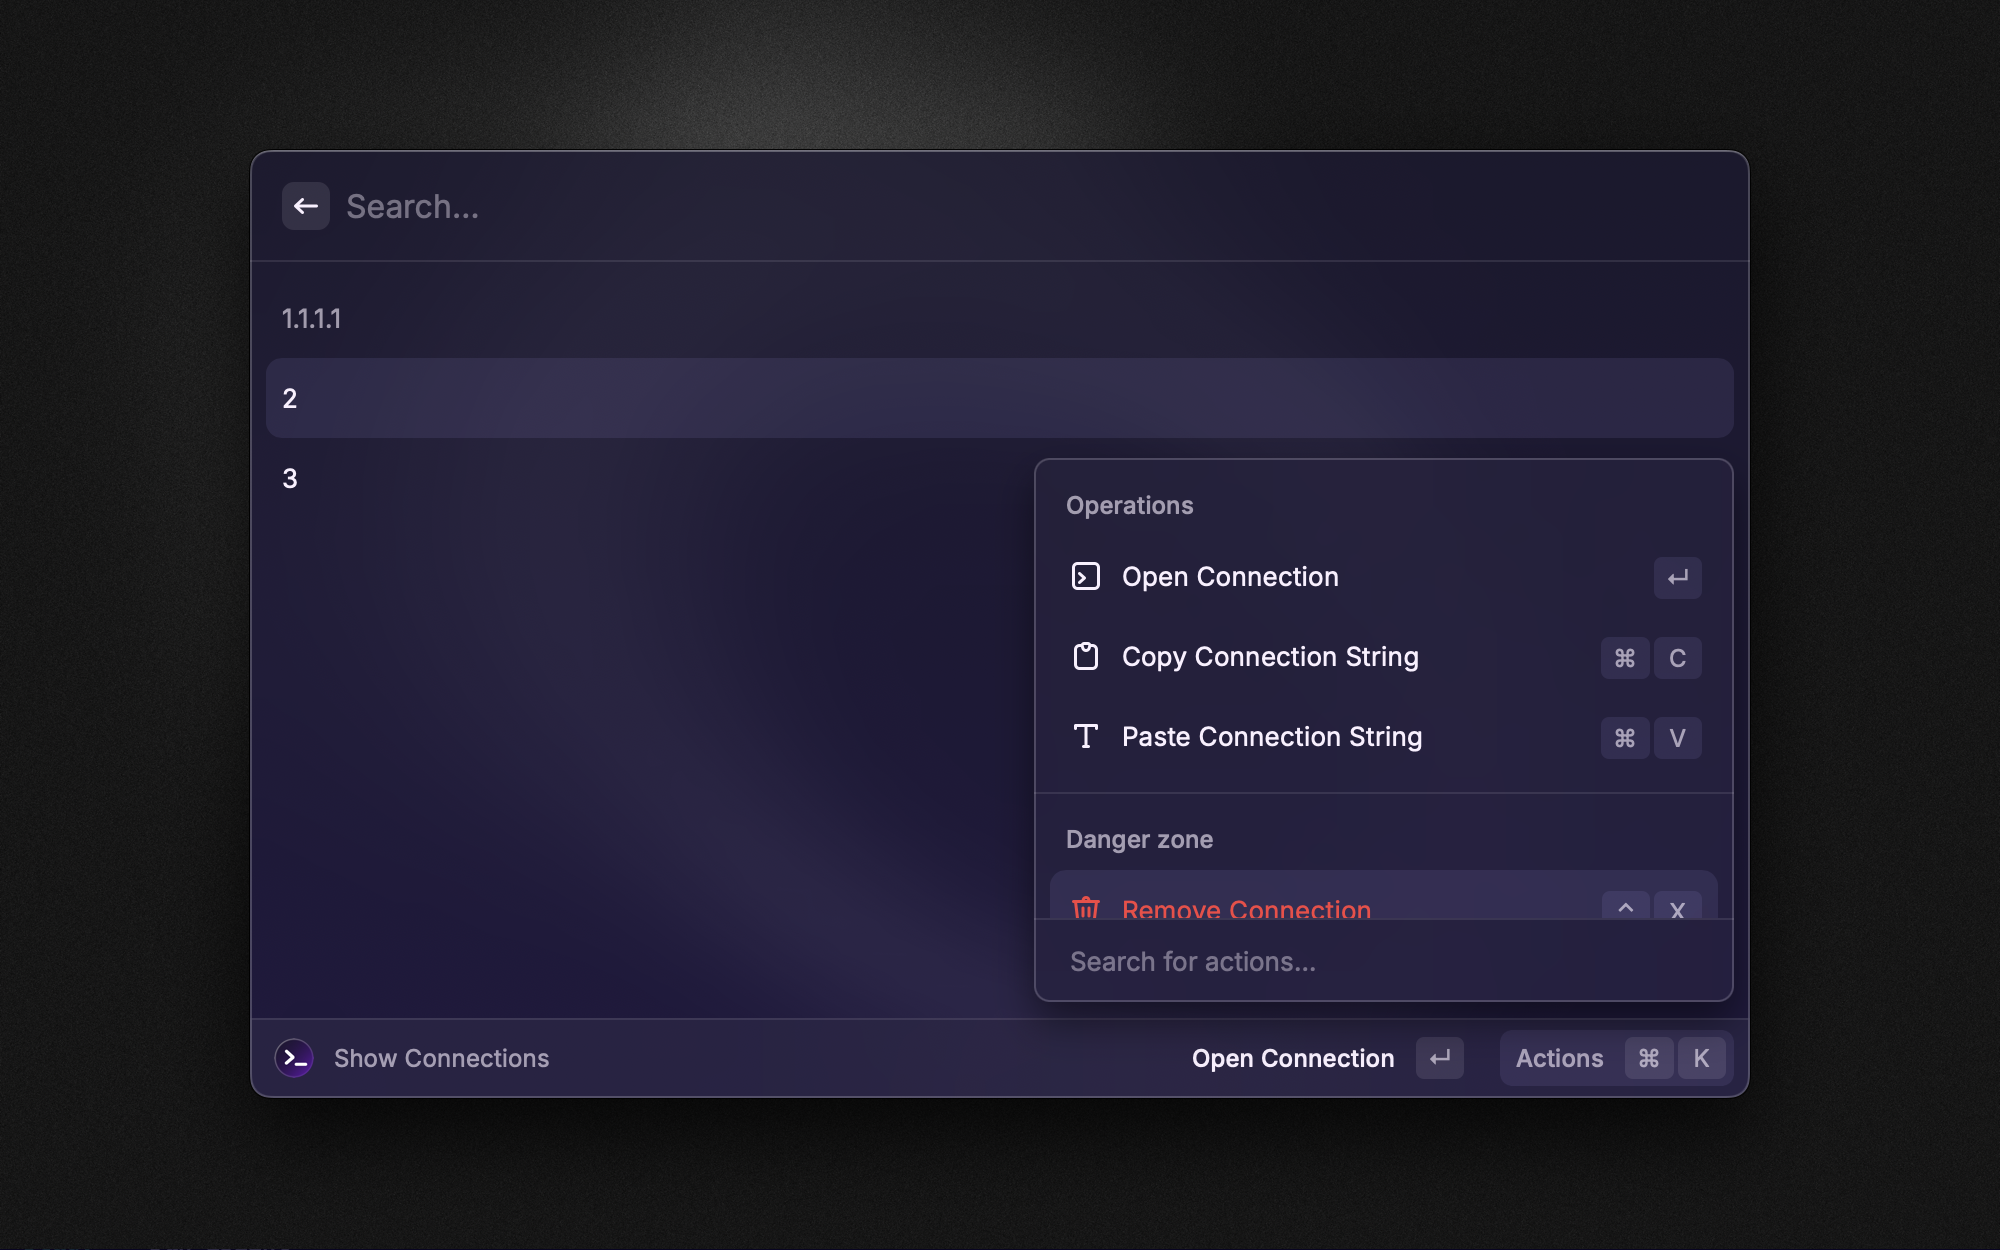 Search...
1.1.1.1
2
3
Operations
Open Connection ↵
Copy Connection String ⌘ C
Paste Connection String ⌘ V
Danger zone
Remove Connection ^ X
Search for actions...
Show Connections
Open Connection ↵
Actions ⌘ K